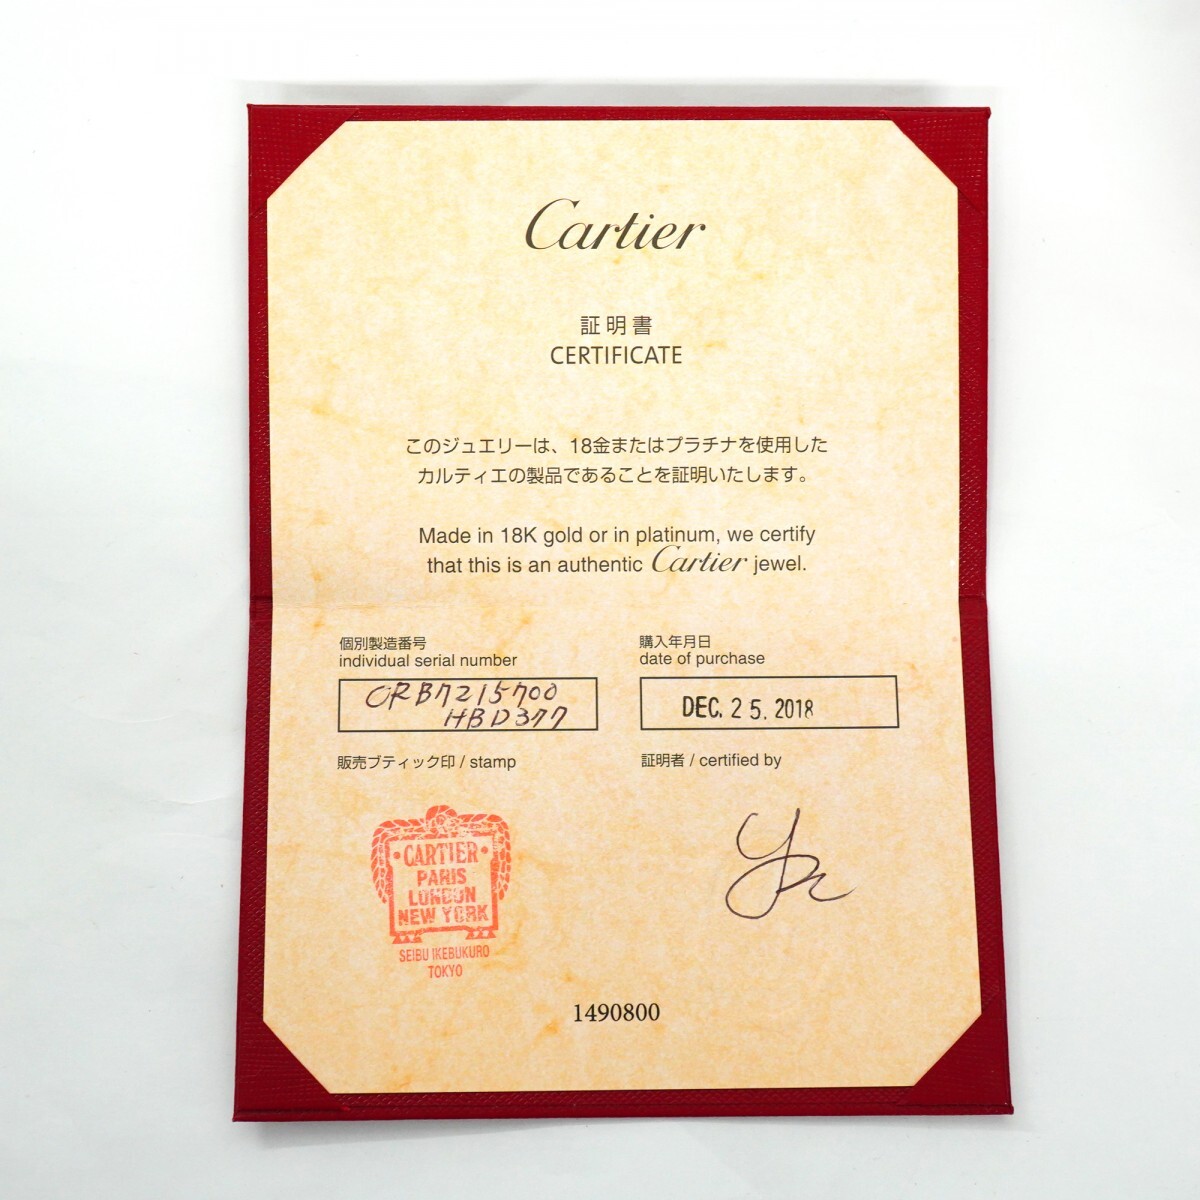 Cartier
証明書
CERTIFICATE
このジュエリーは、18金またはプラチナを使用した
カルティエの製品であることを証明いたします。
Made in 18K gold or in platinum, we certify
that this is an authentic Cartier jewel.
個別製造番号
individual serial number
CRB7215700
HBD377
購入年月日
date of purchase
DEC. 25. 2018
販売ブティック印 / stamp
証明者 / certified by
・CARTIER・
PARIS
LONDON
NEW YORK
SEIBU IKEBUKURO
TOKYO
1490800